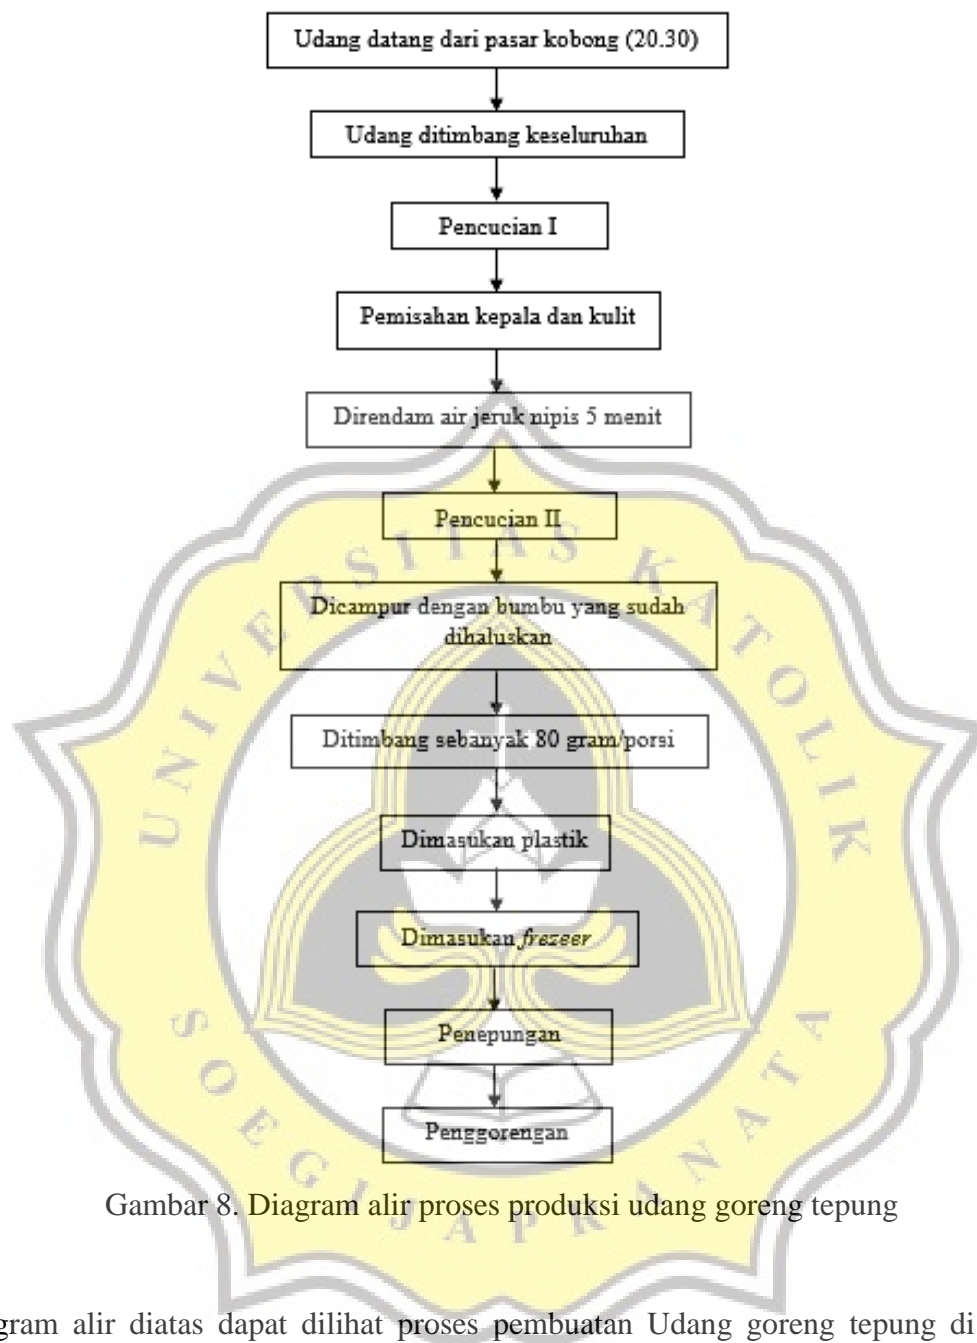 Udang datang dari pasar kobong (20.30)
Udang ditimbang keseluruhan
Pencucian I
Pemisahan kepala dan kulit
Direndam air jeruk nipis 5 menit
Pencucian II
Dicampur dengan bumbu yang sudah
dihaluskan
Ditimbang sebanyak 80 gram/porsi
Dimasukan plastik
Dimasukan frezeer
Penepungan
Penggorengan
UNIVERSITAS KATOLIK
SOEGIJAPRANATA
Gambar 8. Diagram alir proses produksi udang goreng tepung
gram alir diatas dapat dilihat proses pembuatan Udang goreng tepung di